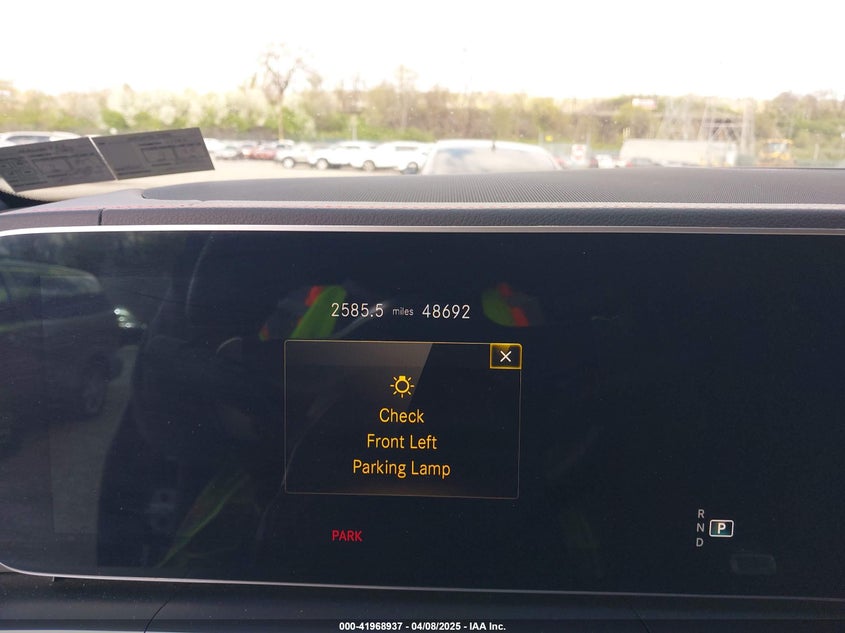 2585.5 miles 48692
Check
Front Left
Parking Lamp
PARK
R
N P
D
000-41968937 - 04/08/2025 - IAA Inc.